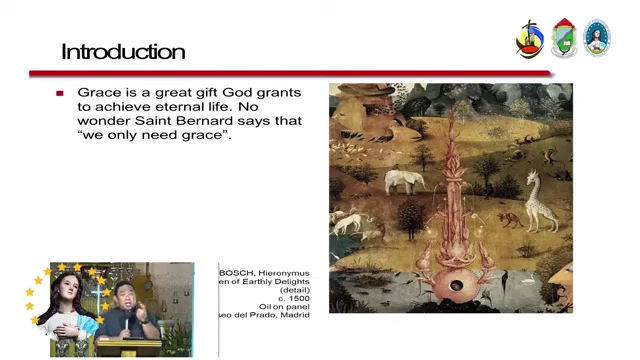 Introduction
Grace is a great gift God grants
to achieve eternal life. No
wonder Saint Bernard says that
“we only need grace”.
BOSCH, Hieronymus
en of Earthly Delights
(detail)
c. 1500
Oil on panel
seo del Prado, Madrid